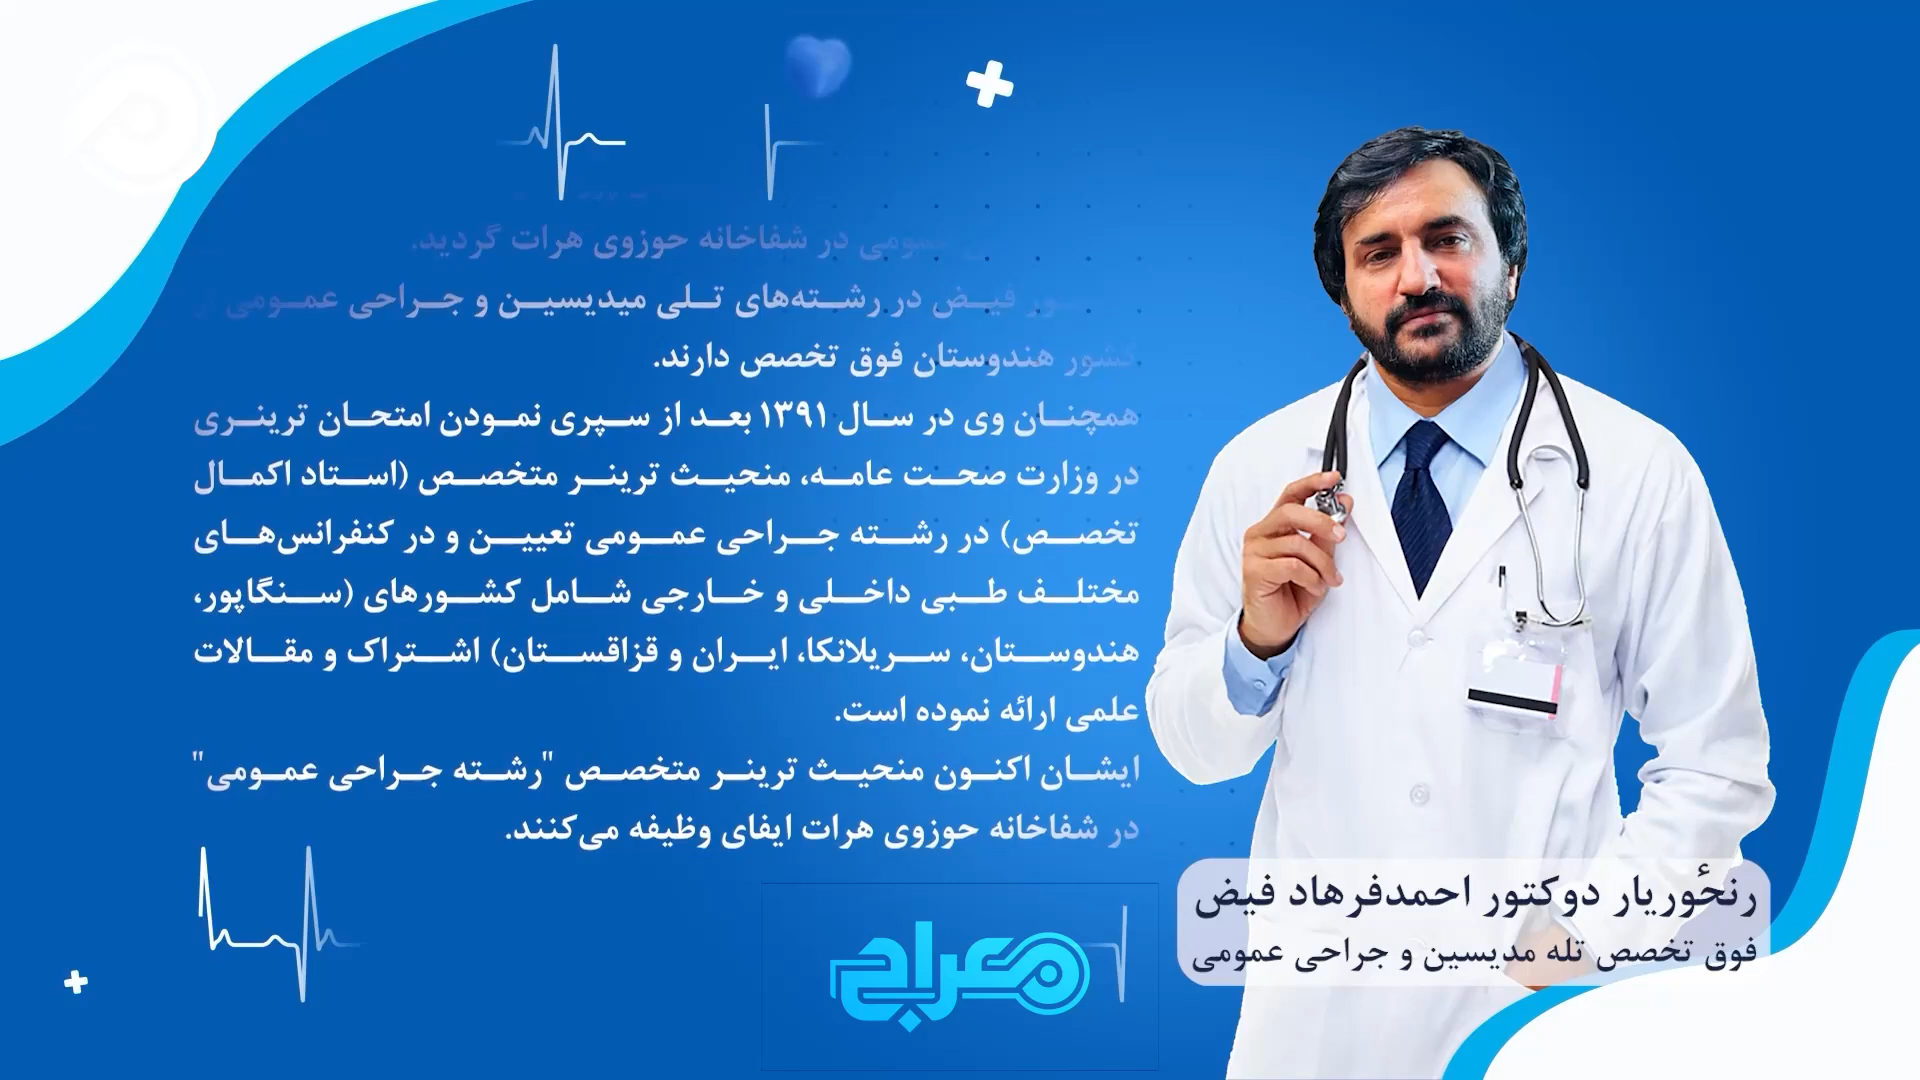 عمومی در شفاخانه حوزوی هرات گردید.
فیض در رشته‌های تلی میدیسین و جراحی عمومی از
کشور هندوستان فوق تخصص دارند.
همچنان وی در سال ۱۳۹۱ بعد از سپری نمودن امتحان ترینری
در وزارت صحت عامه، منحیث ترینر متخصص (استاد اکمال
تخصص) در رشته جراحی عمومی تعیین و در کنفرانس‌های
مختلف طبی داخلی و خارجی شامل کشورهای (سنگاپور،
هندوستان، سریلانکا، ایران و قزاقستان) اشتراک و مقالات
علمی ارائه نموده است.
ایشان اکنون منحیث ترینر متخصص "رشته جراحی عمومی"
در شفاخانه حوزوی هرات ایفای وظیفه می‌کنند.
رنځوریار دوکتور احمدفرهاد فیض
فوق تخصص تله مدیسین و جراحی عمومی
معراج